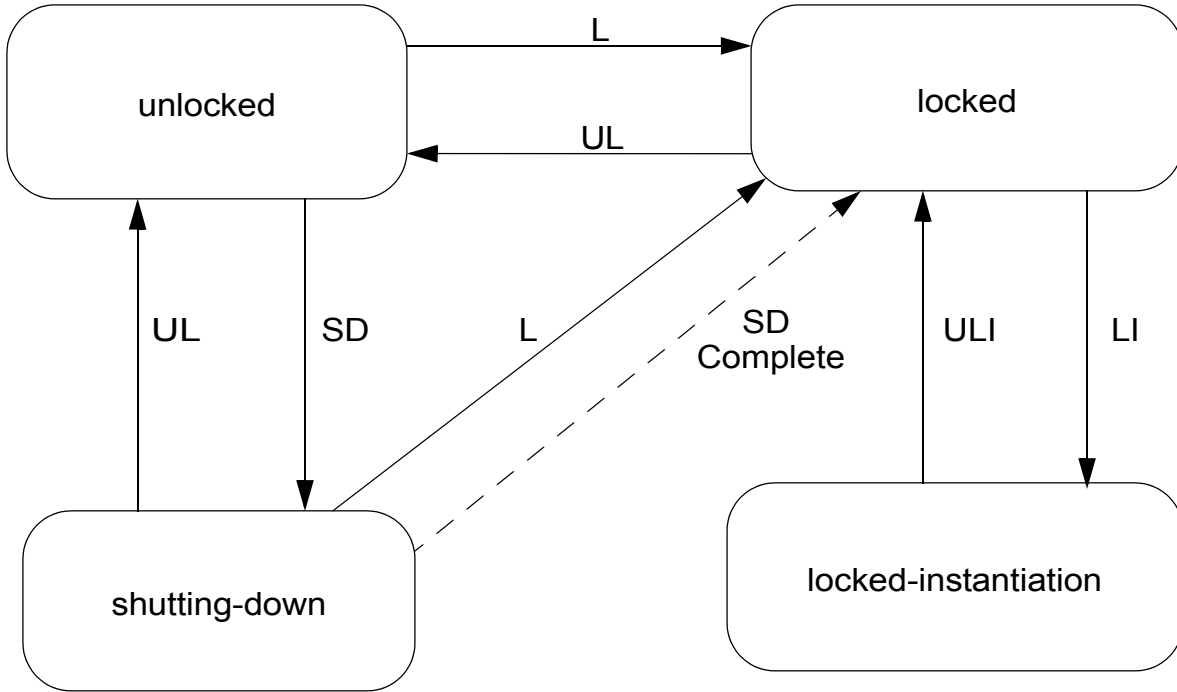 L
unlocked
locked
UL
UL
SD
L
SD
Complete
ULI
LI
shutting-down
locked-instantiation